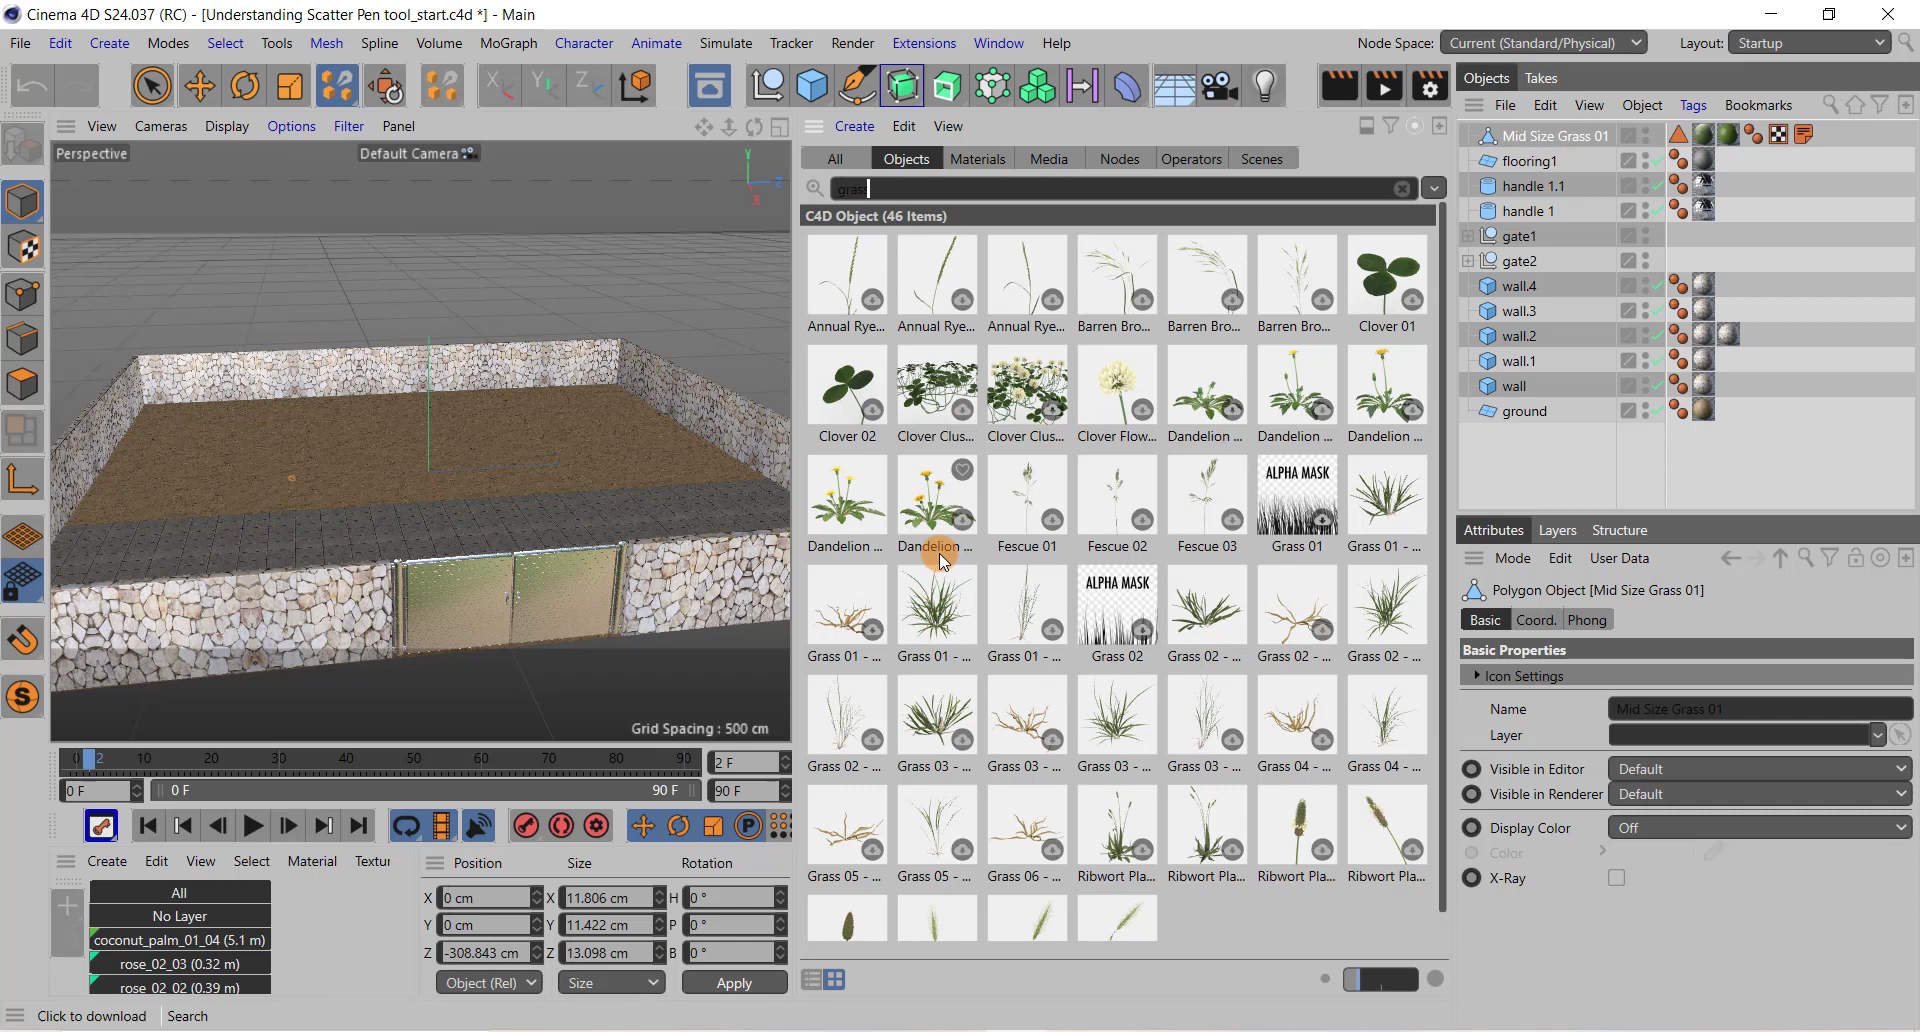 Cinema 4D S24.037 (RC) - [Understanding Scatter Pen tool_start.c4d *] - Main
File Edit Create Modes Select Tools Mesh Spline Volume MoGraph Character Animate Simulate Tracker Render Extensions Window Help
Node Space: Current (Standard/Physical) Layout: Startup
X Y Z
Objects Takes
File Edit View Object Tags Bookmarks
View Cameras Display Options Filter Panel
Perspective
Default Camera
Y
Z
X
Grid Spacing : 500 cm
Create Edit View
All Objects Materials Media Nodes Operators Scenes
grass
C4D Object (46 Items)
Annual Rye... Annual Rye... Annual Rye... Barren Bro... Barren Bro... Barren Bro... Clover 01
Clover 02 Clover Clus... Clover Clus... Clover Flow... Dandelion ... Dandelion ... Dandelion ...
ALPHA MASK
Dandelion ... Dandelion ... Fescue 01 Fescue 02 Fescue 03 Grass 01 Grass 01 - ...
ALPHA MASK
Grass 01 - ... Grass 01 - ... Grass 01 - ... Grass 02 Grass 02 - ... Grass 02 - ... Grass 02 - ...
Grass 02 - ... Grass 03 - ... Grass 03 - ... Grass 03 - ... Grass 03 - ... Grass 04 - ... Grass 04 - ...
Grass 05 - ... Grass 05 - ... Grass 06 - ... Ribwort Pla... Ribwort Pla... Ribwort Pla... Ribwort Pla...
Mid Size Grass 01
flooring1
handle 1.1
handle 1
gate1
gate2
wall.4
wall.3
wall.2
wall.1
wall
ground
Attributes Layers Structure
Mode Edit User Data
Polygon Object [Mid Size Grass 01]
Basic Coord. Phong
Basic Properties
Icon Settings
Name Mid Size Grass 01
Layer
Visible in Editor Default
Visible in Renderer Default
Display Color Off
Color
X-Ray
0 2 10 20 30 40 50 60 70 80 90 2 F
0 F 0 F 90 F 90 F
Create Edit View Select Material Textur
All
No Layer
coconut_palm_01_04 (5.1 m)
rose_02_03 (0.32 m)
rose_02_02 (0.39 m)
Position Size Rotation
X 0 cm X 11.806 cm H 0 °
Y 0 cm Y 11.422 cm P 0 °
Z -308.843 cm Z 13.098 cm B 0 °
Object (Rel) Size Apply
Click to download Search